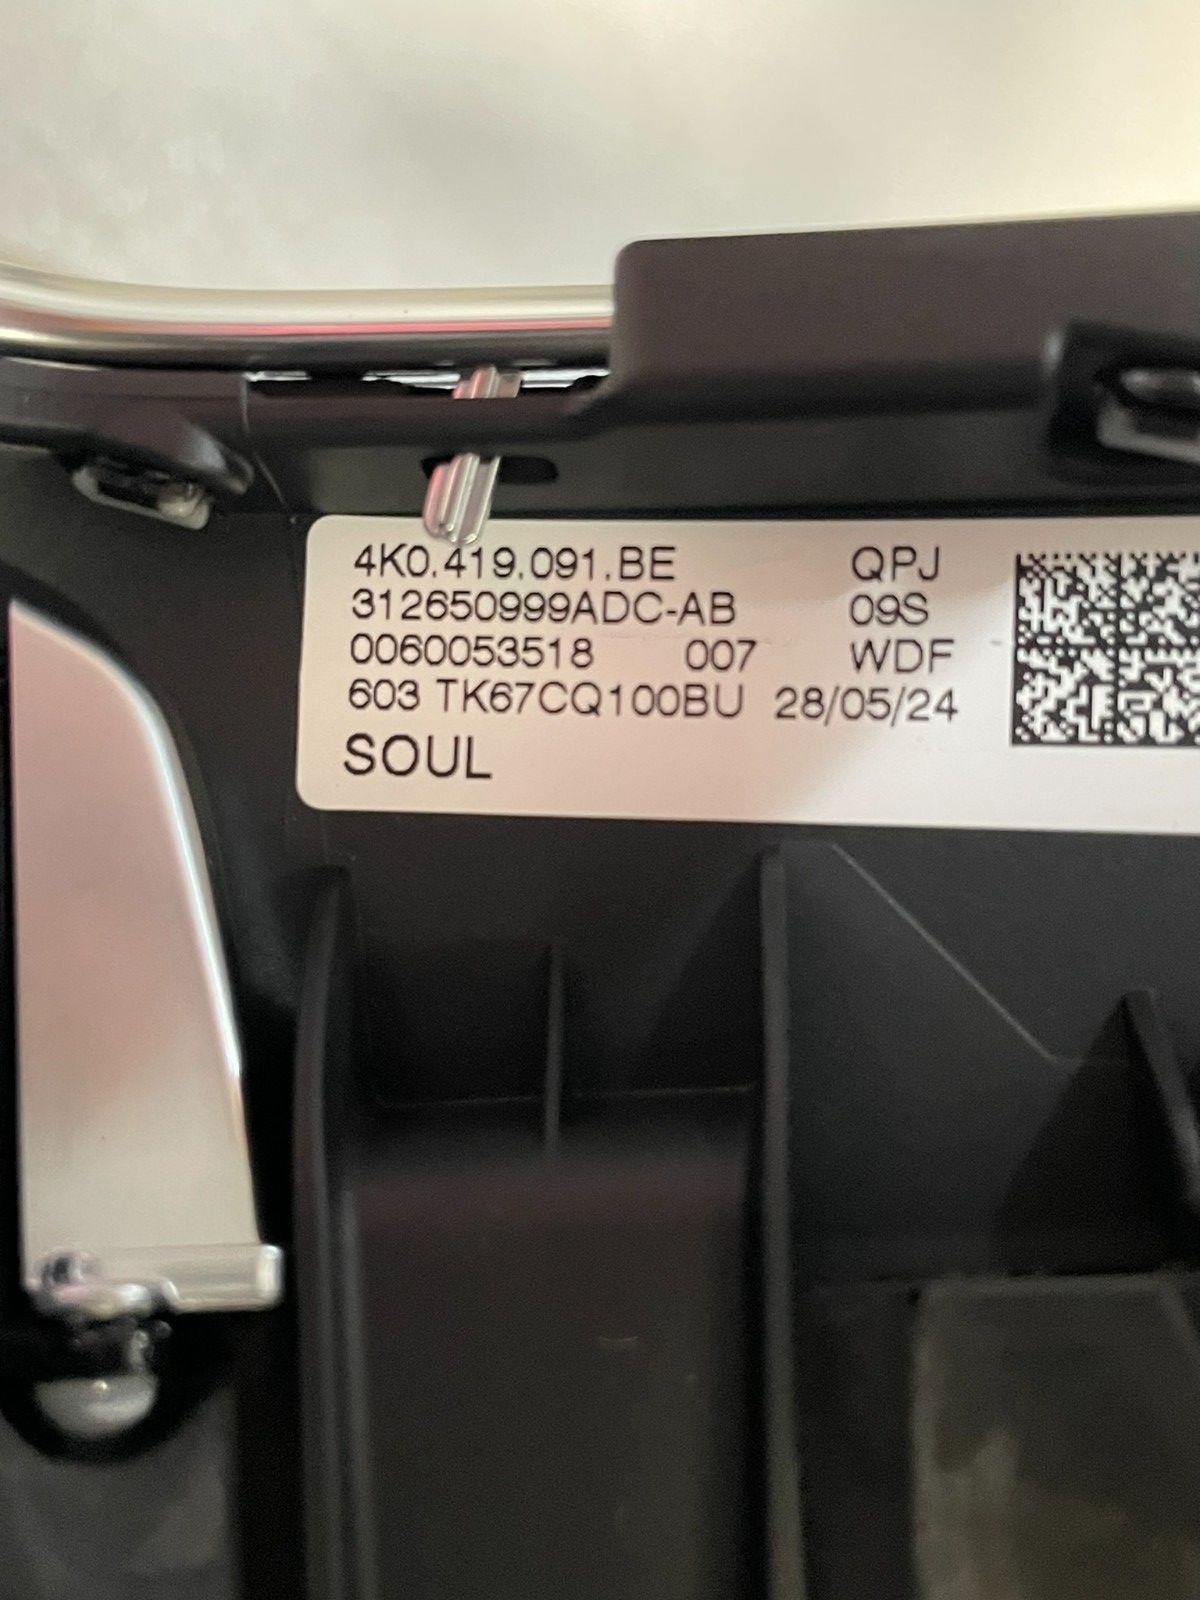 4K0.419.091.BE QPJ
312650999ADC-AB 09S
0060053518 007 WDF
603 TK67CQ100BU 28/05/24
SOUL